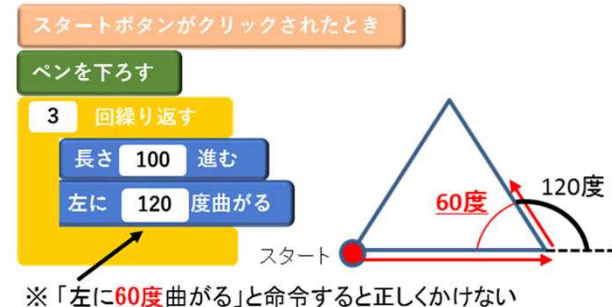 スタートボタンがクリックされたとき
ペンを下ろす
3 回繰り返す
長さ 100 進む
左に 120 度曲がる
60度
120度
スタート
※「左に60度曲がる」と命令すると正しくかけない